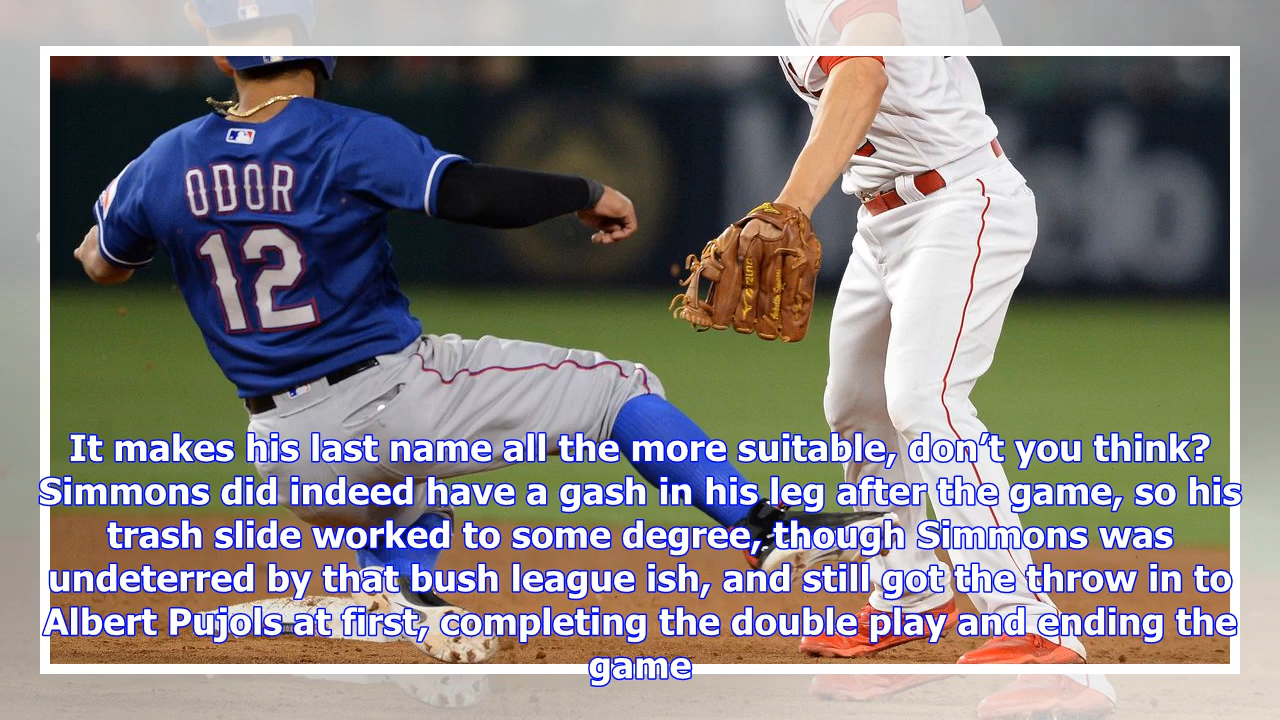 ODOR
12
It makes his last name all the more suitable, don’t you think?
Simmons did indeed have a gash in his leg after the game, so his
trash slide worked to some degree, though Simmons was
undeterred by that bush league ish, and still got the throw in to
Albert Pujols at first, completing the double play and ending the
game